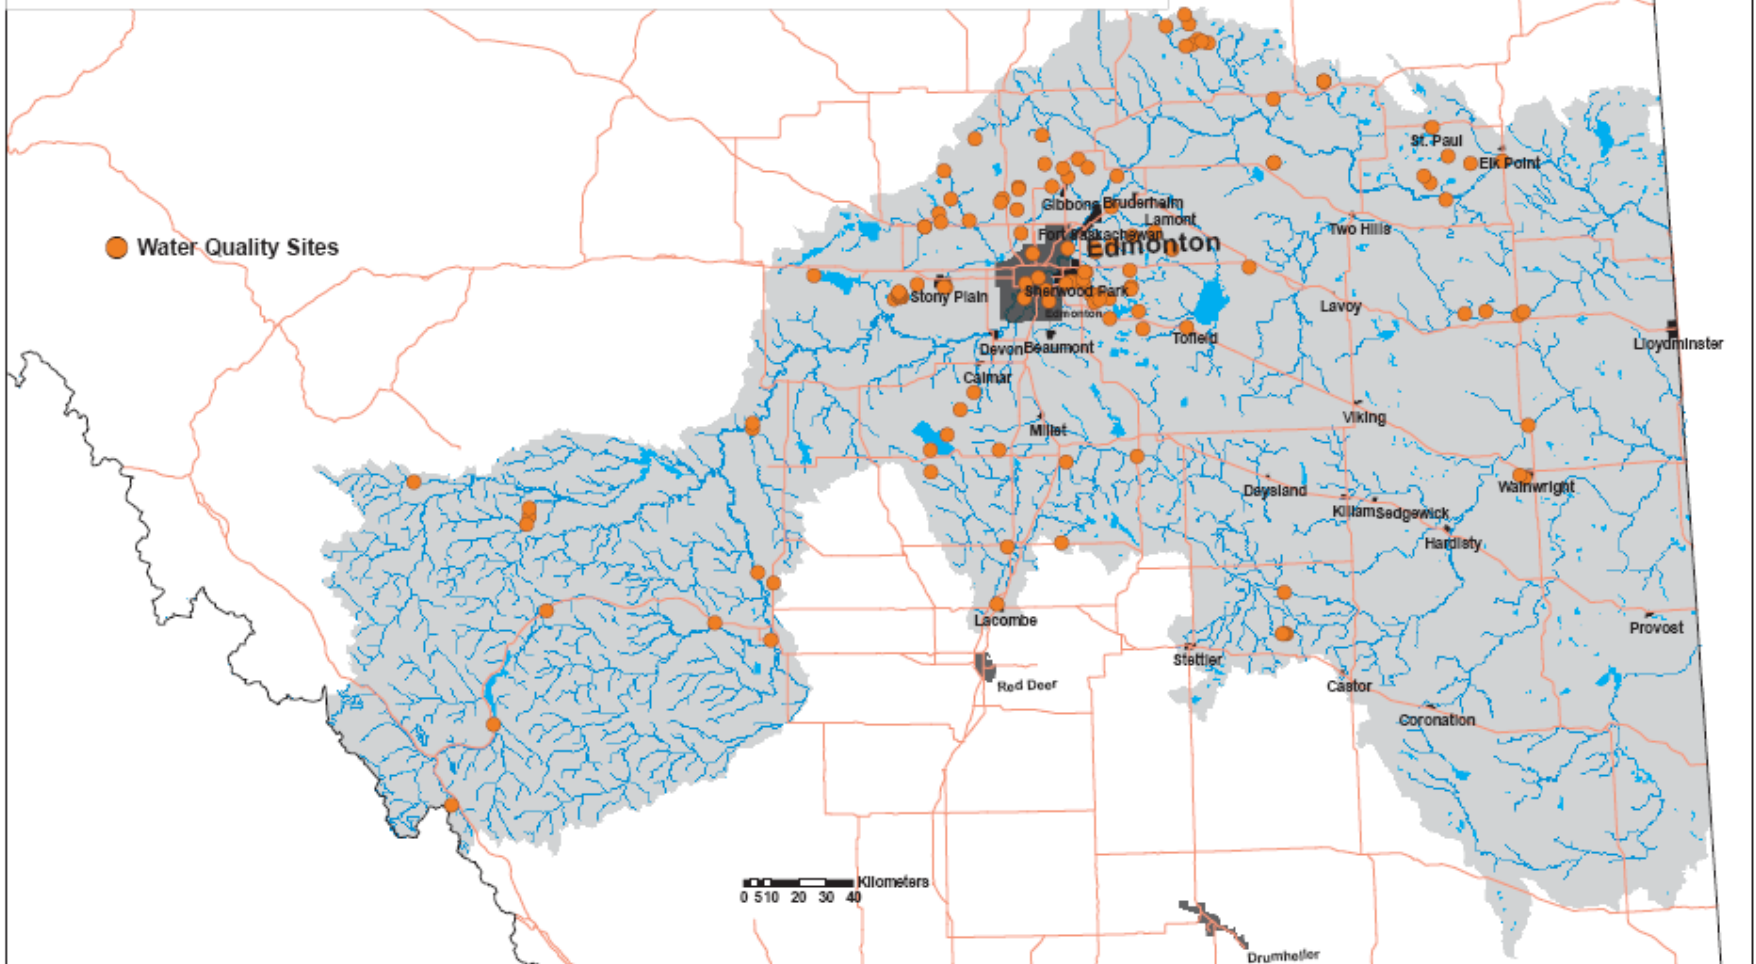 St. Paul
Elk Point
Gibbons
Bruderheim
Lamont
Two Hills
Fort Saskachewan
Edmonton
Water Quality Sites
Stony Plain
Sherwood Park
Lavoy
Edmonton
Tofield
Lloydminster
Devon
Beaumont
Calmar
Viking
Millet
Daysland
Wainwright
Killam
Sedgewick
Hardisty
Lacombe
Provost
Stettler
Red Deer
Castor
Coronation
Kilometers
0 5 10 20 30 40
Drumheller